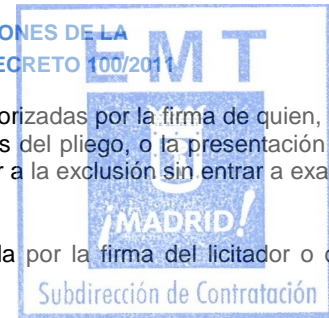 ONES DE LA
ECRETO 100/2011
EMT
orizadas por la firma de quien,
s del pliego, o la presentación
r a la exclusión sin entrar a exa
¡MADRID!
da por la firma del licitador o
Subdirección de Contratación